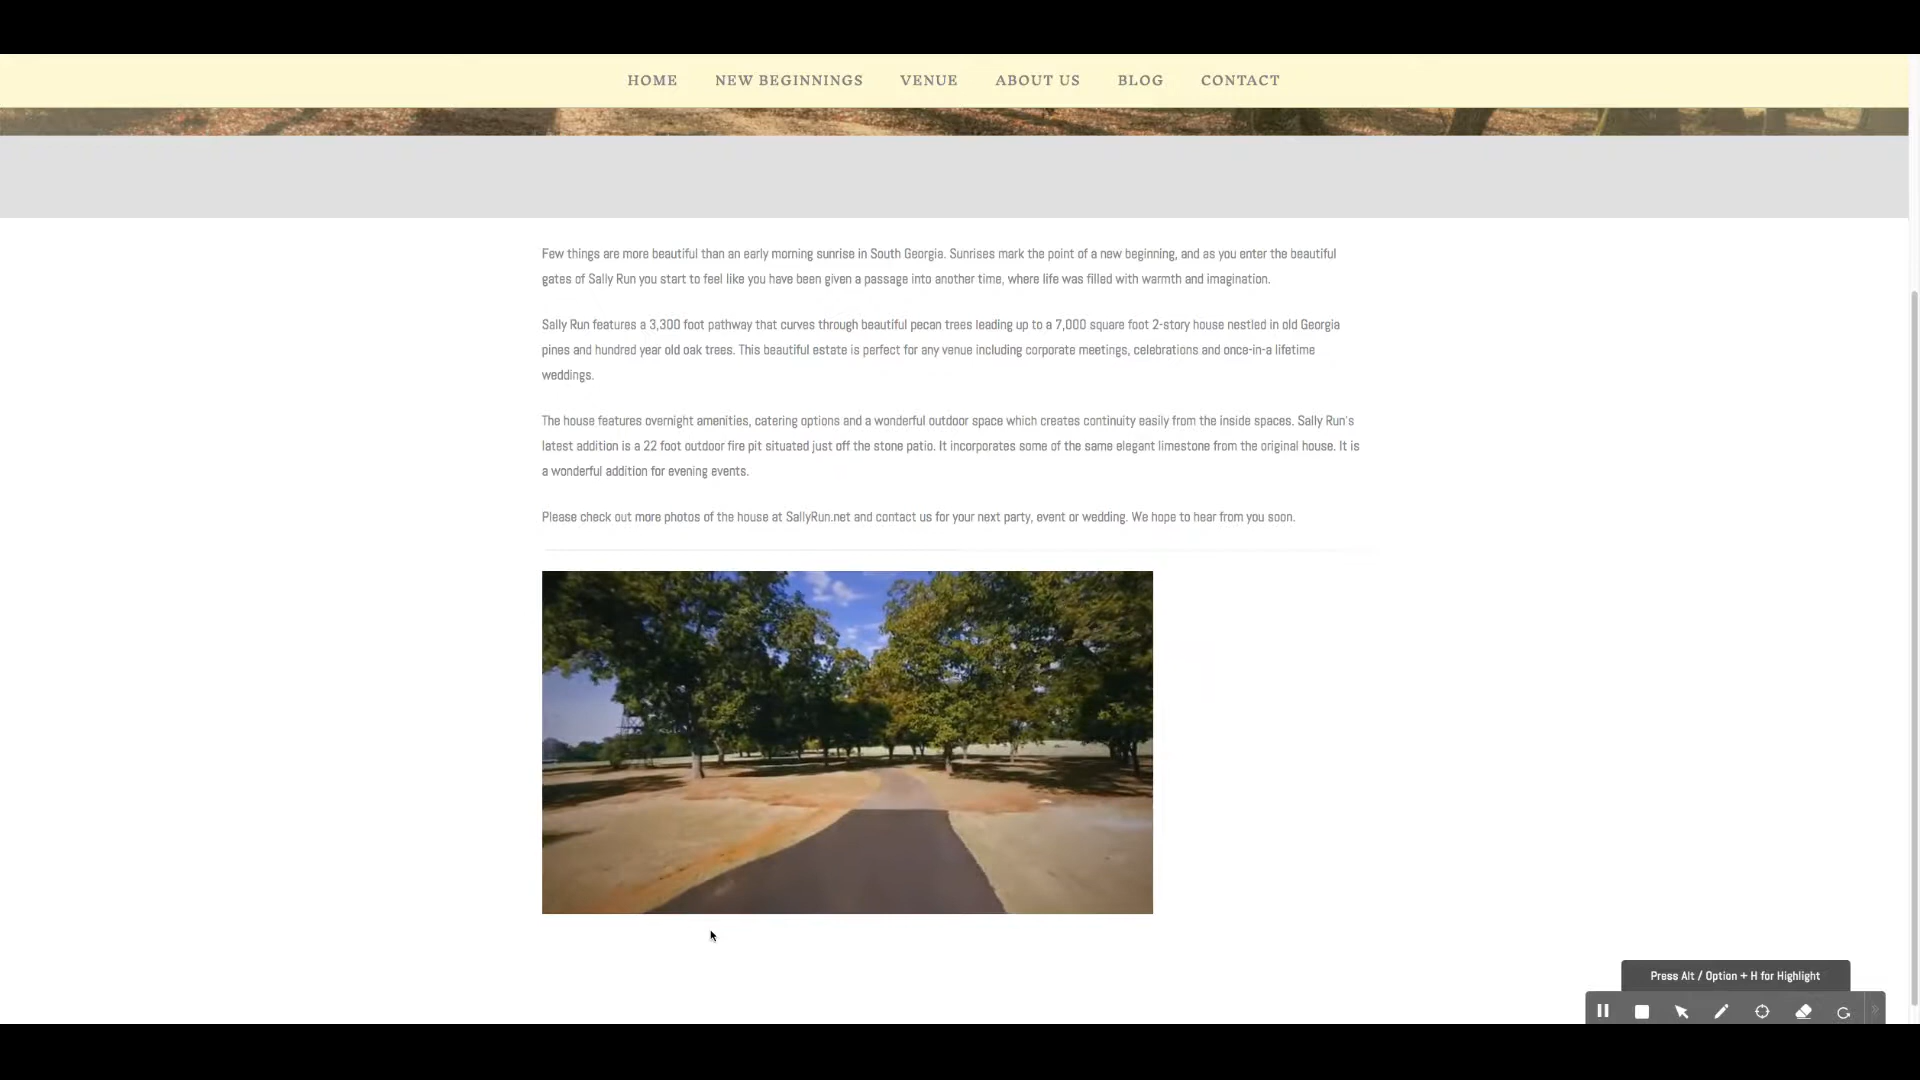 HOME NEW BEGINNINGS VENUE ABOUT US BLOG CONTACT
Few things are more beautiful than an early morning sunrise in South Georgia. Sunrises mark the point of a new beginning, and as you enter the beautiful
gates of Sally Run you start to feel like you have been given a passage into another time, where life was filled with warmth and imagination.
Sally Run features a 3,300 foot pathway that curves through beautiful pecan trees leading up to a 7,000 square foot 2-story house nestled in old Georgia
pines and hundred year old oak trees. This beautiful estate is perfect for any venue including corporate meetings, celebrations and once-in-a lifetime
weddings.
The house features overnight amenities, catering options and a wonderful outdoor space which creates continuity easily from the inside spaces. Sally Run's
latest addition is a 22 foot outdoor fire pit situated just off the stone patio. It incorporates some of the same elegant limestone from the original house. It is
a wonderful addition for evening events.
Please check out more photos of the house at SallyRun.net and contact us for your next party, event or wedding. We hope to hear from you soon.
Press Alt / Option + H for Highlight